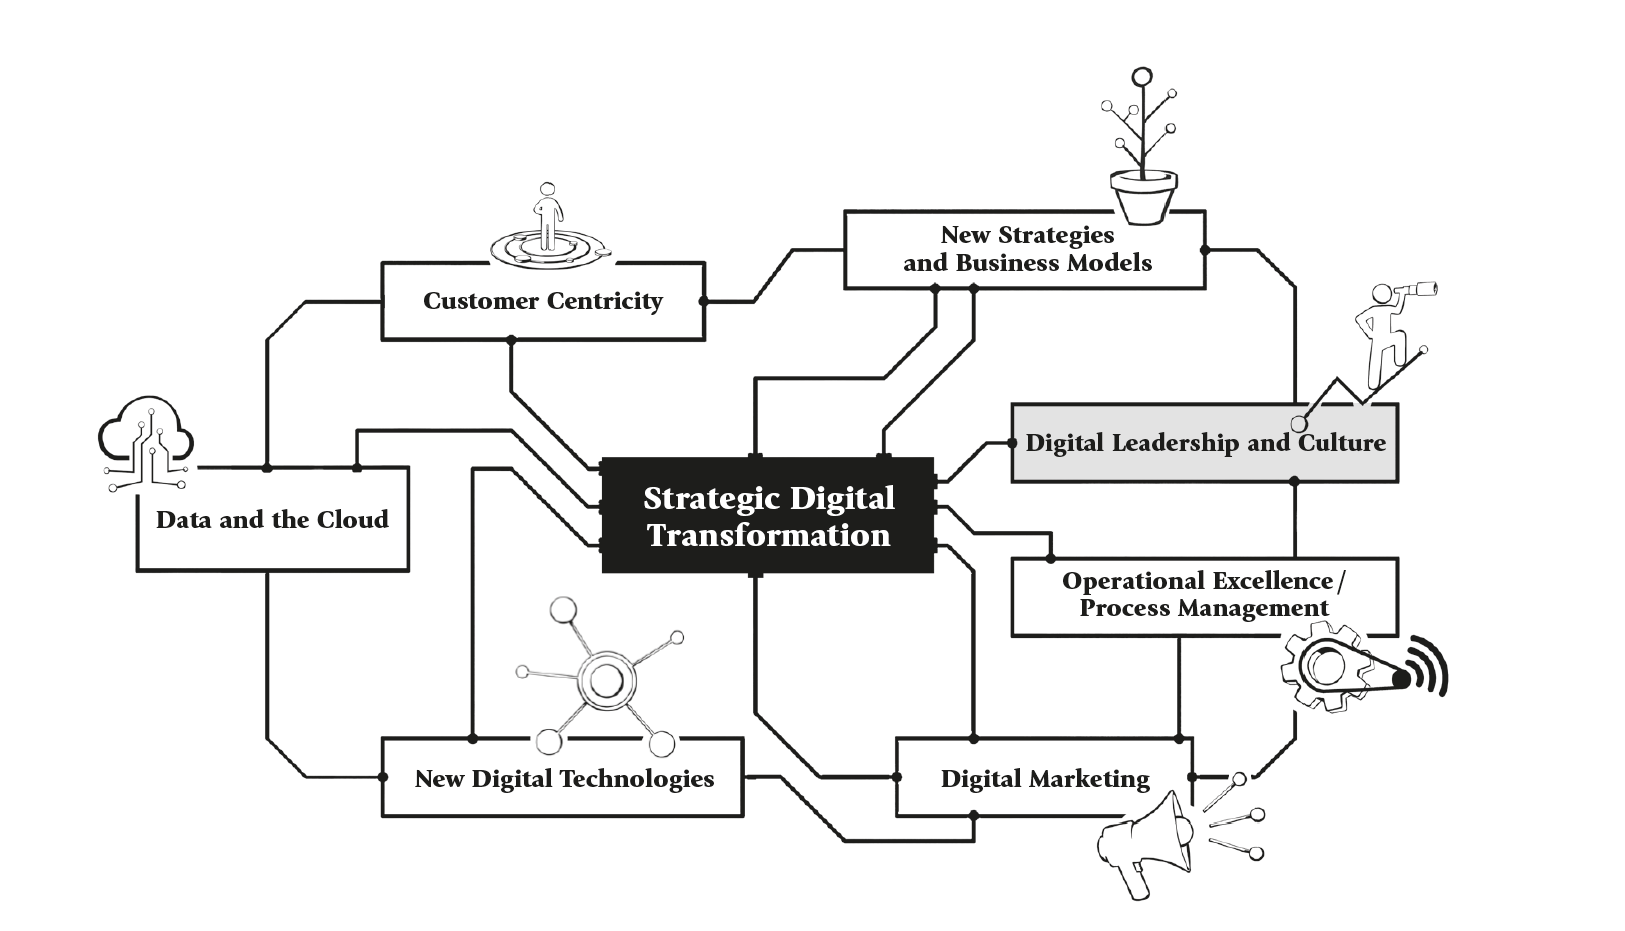 New Strategies
and Business Models
Customer Centricity
Digital Leadership and Culture
Strategic Digital
Transformation
Data and the Cloud
Operational Excellence/
Process Management
New Digital Technologies
Digital Marketing